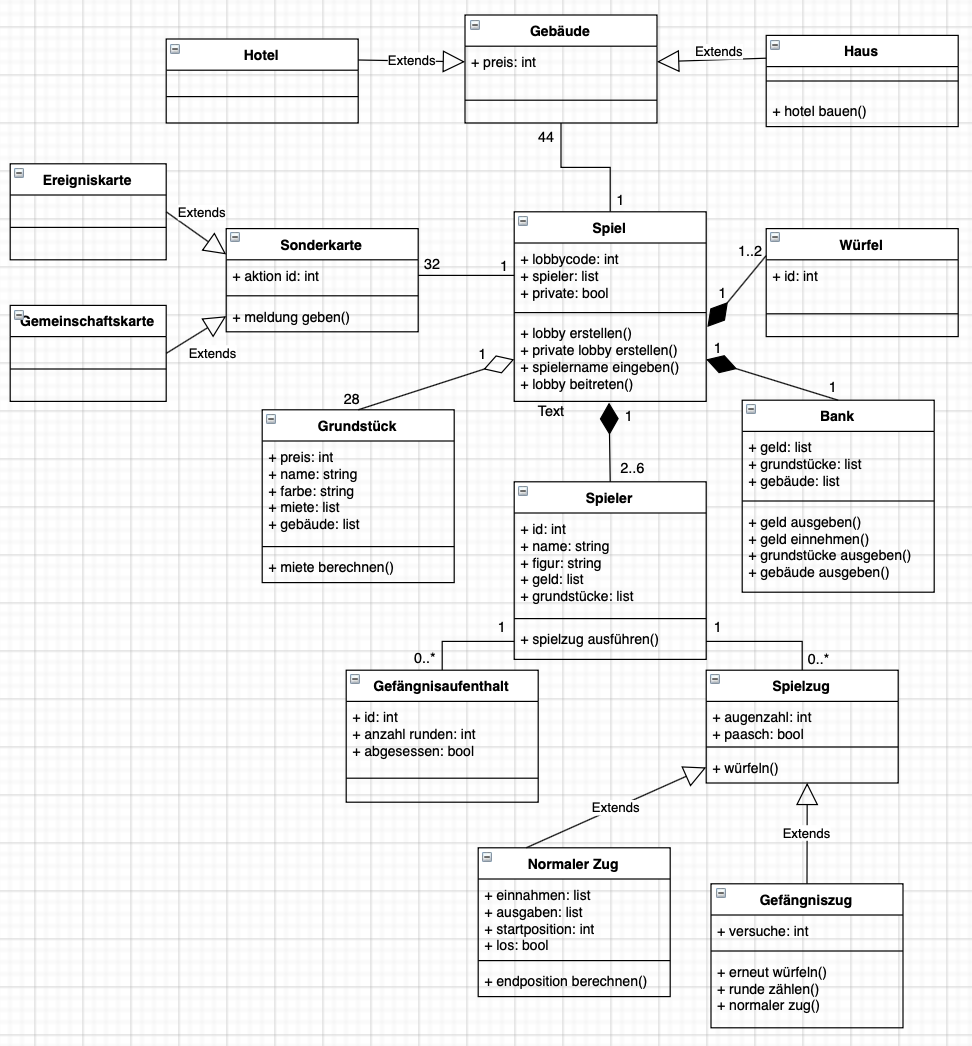 Gebäude
+ preis: int
Hotel
Extends
Extends
Haus
+ hotel bauen()
44
1
Ereigniskarte
Extends
Sonderkarte
+ aktion id: int
+ meldung geben()
32
1
Gemeinschaftskarte
Extends
Spiel
+ lobbycode: int
+ spieler: list
+ private: bool
+ lobby erstellen()
+ private lobby erstellen()
+ spielername eingeben()
+ lobby beitreten()
1..2
1
Würfel
+ id: int
1
28
Grundstück
+ preis: int
+ name: string
+ farbe: string
+ miete: list
+ gebäude: list
+ miete berechnen()
Text
1
2..6
1
1
Bank
+ geld: list
+ grundstücke: list
+ gebäude: list
+ geld ausgeben()
+ geld einnehmen()
+ grundstücke ausgeben()
+ gebäude ausgeben()
Spieler
+ id: int
+ name: string
+ figur: string
+ geld: list
+ grundstücke: list
+ spielzug ausführen()
1
0..*
1
0..*
Gefängnisaufenthalt
+ id: int
+ anzahl runden: int
+ abgesessen: bool
Spielzug
+ augenzahl: int
+ paasch: bool
+ würfeln()
Extends
Extends
Normaler Zug
+ einnahmen: list
+ ausgaben: list
+ startposition: int
+ los: bool
+ endposition berechnen()
Gefängniszug
+ versuche: int
+ erneut würfeln()
+ runde zählen()
+ normaler zug()